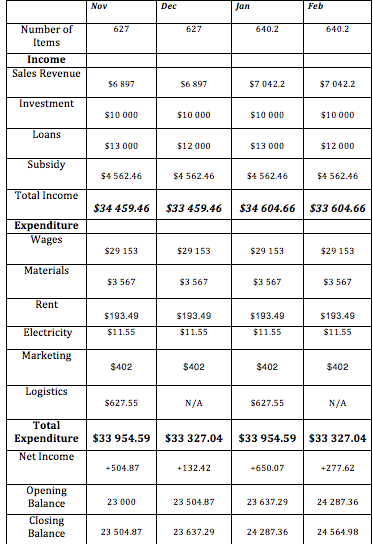 Nov Dec Jan Feb
Number of
Items 627 627 640.2 640.2
Income
Sales Revenue
$6 897 $6 897 $7 042.2 $7 042.2
Investment
$10 000 $10 000 $10 000 $10 000
Loans
$13 000 $12 000 $13 000 $12 000
Subsidy
$4 562.46 $4 562.46 $4 562.46 $4 562.46
Total Income
$34 459.46 $33 459.46 $34 604.66 $33 604.66
Expenditure
Wages
$29 153 $29 153 $29 153 $29 153
Materials
$3 567 $3 567 $3 567 $3 567
Rent
$193.49 $193.49 $193.49 $193.49
Electricity $11.55 $11.55 $11.55 $11.55
Marketing
$402 $402 $402 $402
Logistics
$627.55 N/A $627.55 N/A
Total
Expenditure $33 954.59 $33 327.04 $33 954.59 $33 327.04
Net Income
+504.87 +132.42 +650.07 +277.62
Opening
Balance 23 000 23 504.87 23 637.29 24 287.36
Closing
Balance 23 504.87 23 637.29 24 287.36 24 564.98